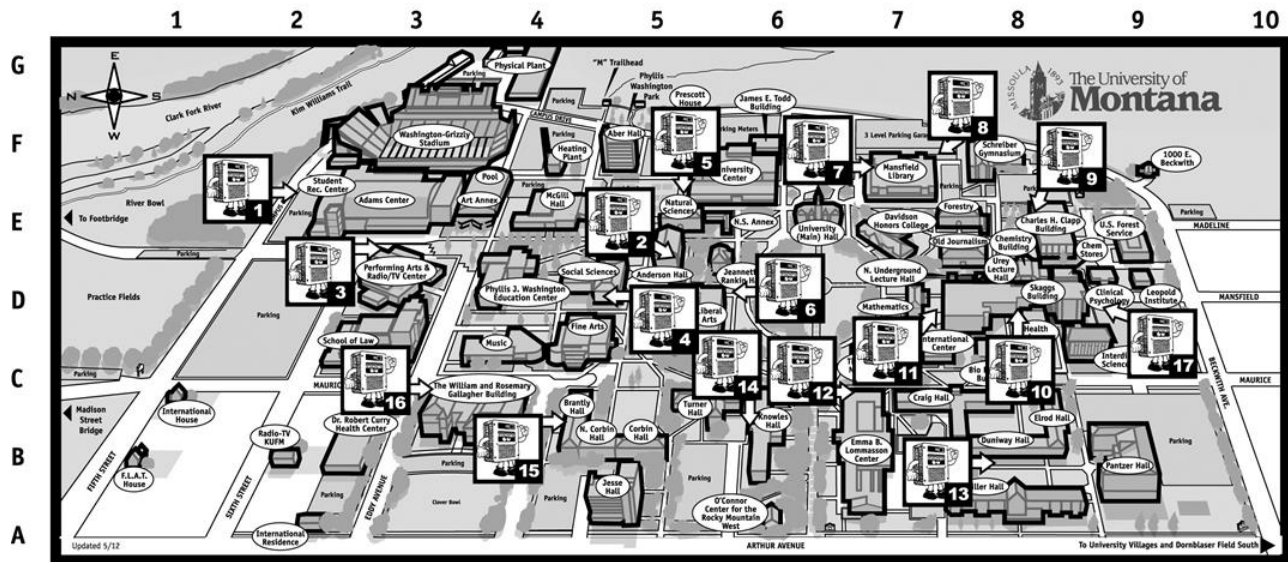 1 2 3 4 5 6 7 8 9 10
G
F
E
D
C
B
A
E
N
S
W
Physical Plant
"M" Trailhead
Phyllis
Washington
Park
Prescott
House
James E. Todd
Building
MISSOULA 1893
The University of
Montana
Clark Fork River
Kim Williams Trail
Parking
Parking
CAMPUS DRIVE
Washington-Grizzly
Stadium
Parking
Heating
Plant
Aber Hall
5
Parking Meters
3 Level Parking
8
Schreiber
Gymnasium
7
Mansfield
Library
9
1000 E.
Beckwith
1
Student
Rec. Center
Pool
Adams Center
Art Annex
Parking
McGill
Hall
University
Center
Natural
Sciences
N.S. Annex
University
(Main) Hall
Davidson
Honors College
Forestry
Parking
Charles H. Clapp
Building
U.S. Forest
Service
Parking
MADELINE
River Bowl
To Footbridge
Parking
2
Old Journalism
Chemistry
Building
Chem
Stores
Urey
Lecture
Hall
3
Performing Arts &
Radio/TV Center
Social Sciences
Anderson Hall
Jeannette
Rankin
N. Underground
Lecture Hall
Practice Fields
Parking
Phyllis J. Washington
Education Center
4
Liberal
Arts
6
Mathematics
Skaggs
Building
Clinical
Psychology
Leopold
Institute
MANSFIELD
School of Law
Music
Fine Arts
14
12
11
International
Center
10
Health
17
BECKWITH AVE.
MAURICE
Parking
Madison
Street
Bridge
International
House
16
The William and Rosemary
Gallagher Building
Brantly
Hall
Turner
Hall
Knowles
Hall
Craig Hall
Elrod Hall
Dr. Robert Curry
Health Center
N. Corbin
Hall
Corbin
Hall
15
Radio-TV
KUFM
F.L.A.T.
House
FIFTH STREET
SIXTH STREET
EDDY AVENUE
Parking
Parking
Clover Bowl
Parking
Jesse
Hall
Emma B.
Lommasson
Center
Duniway Hall
13
Pantzer Hall
Parking
O'Connor
Center for the
Rocky Mountain
West
International
Residence
Updated 5/12
ARTHUR AVENUE
To University Villages and Dornblaser Field South